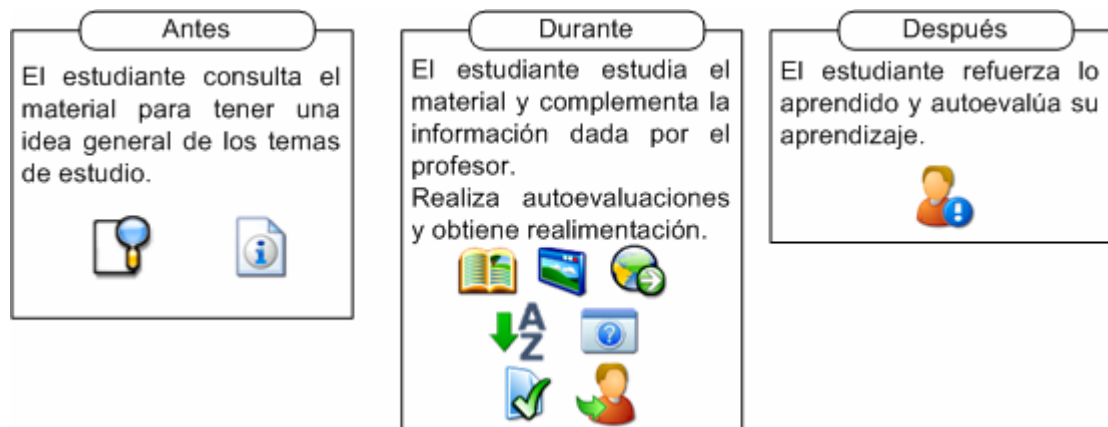 Antes
El estudiante consulta el
material para tener una
idea general de los temas
de estudio.
Durante
El estudiante estudia el
material y complementa la
información dada por el
profesor.
Realiza autoevaluaciones
y obtiene realimentación.
A
Z
Después
El estudiante refuerza lo
aprendido y autoevalúa su
aprendizaje.